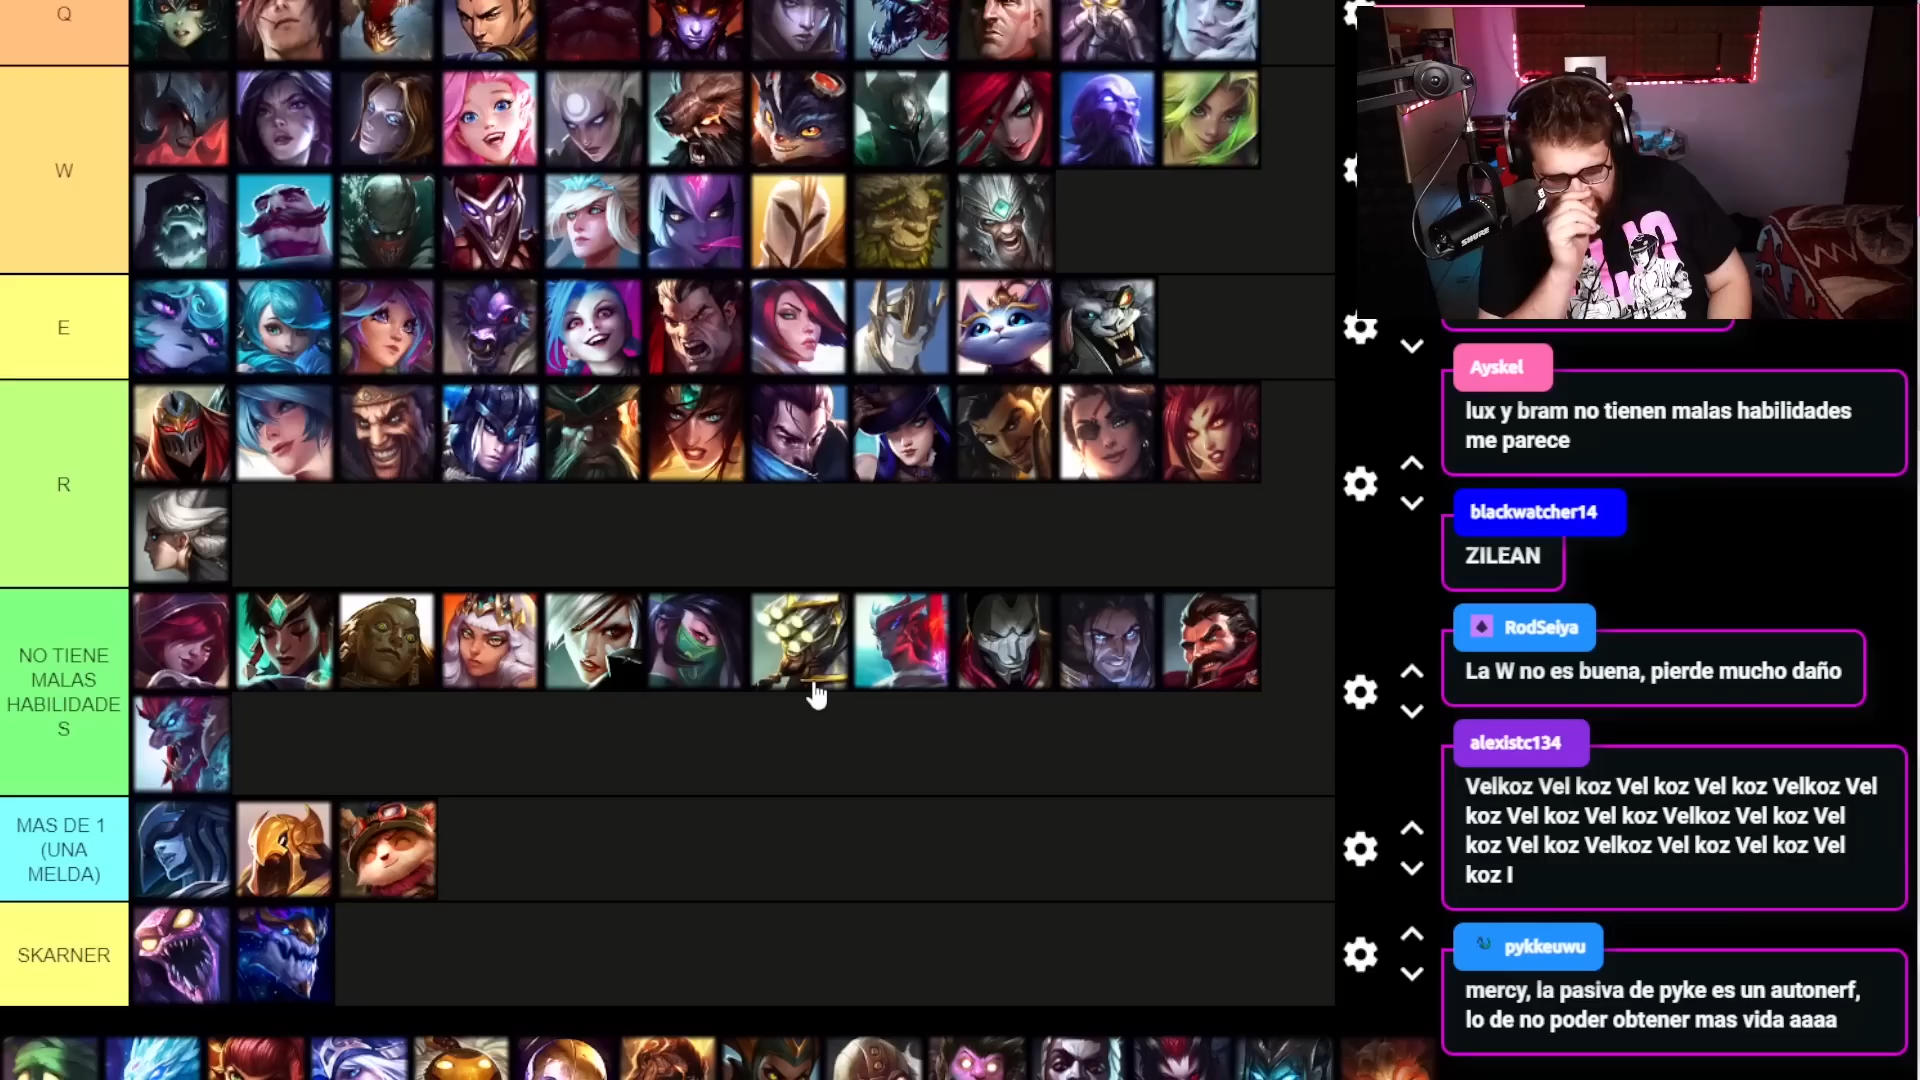 Q
W
E
R
NO TIENE
MALAS
HABILIDADE
S
MAS DE 1
(UNA
MELDA)
SKARNER
SHURE
Ayskel
lux y bram no tienen malas habilidades
me parece
blackwatcher14
ZILEAN
RodSeiya
La W no es buena, pierde mucho daño
alexistc134
Velkoz Vel koz Vel koz Vel koz Velkoz Vel
koz Vel koz Vel koz Velkoz Vel koz Vel
koz Vel koz Velkoz Vel koz Vel koz Vel
koz I
pykkeuwu
mercy, la pasiva de pyke es un autonerf,
lo de no poder obtener mas vida aaaa